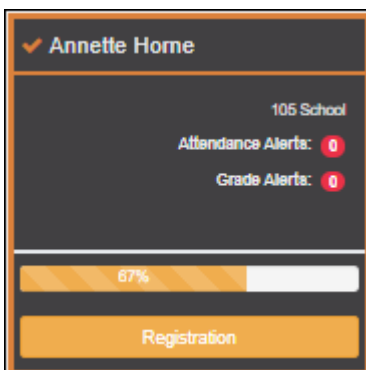 Annette Horne
105 School
Attendance Alerts: 0
Grade Alerts: 0
67%
Registration